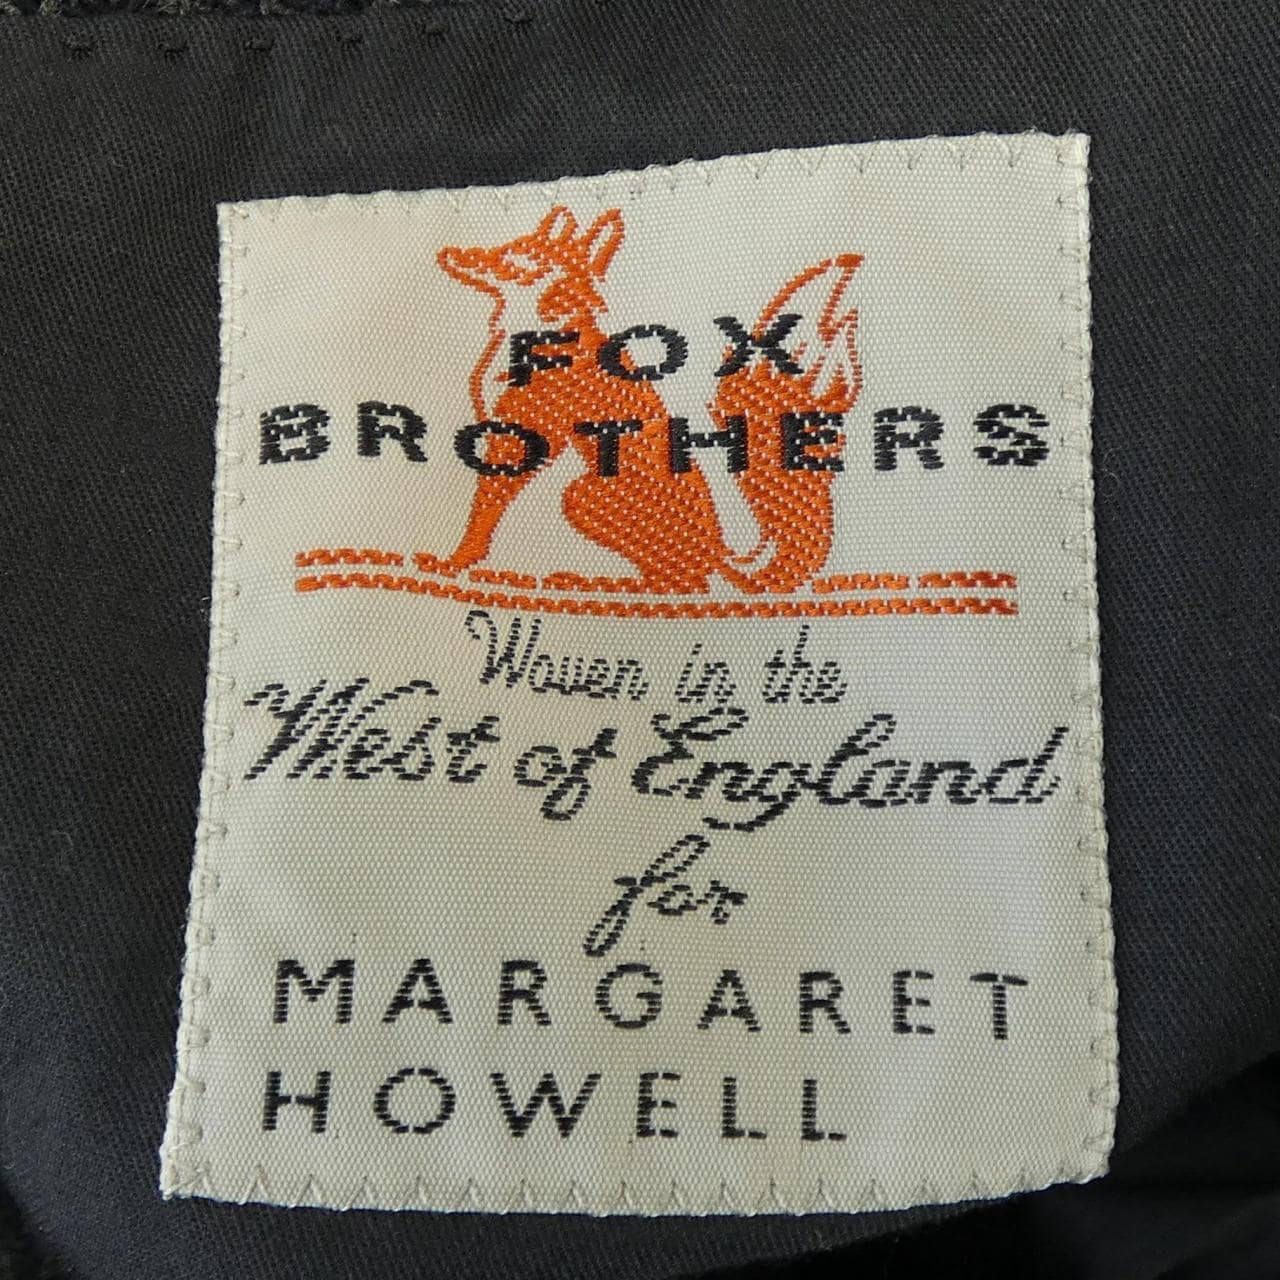 FOX
BROTHERS
Woven in the
West of England
for
MARGARET
HOWELL